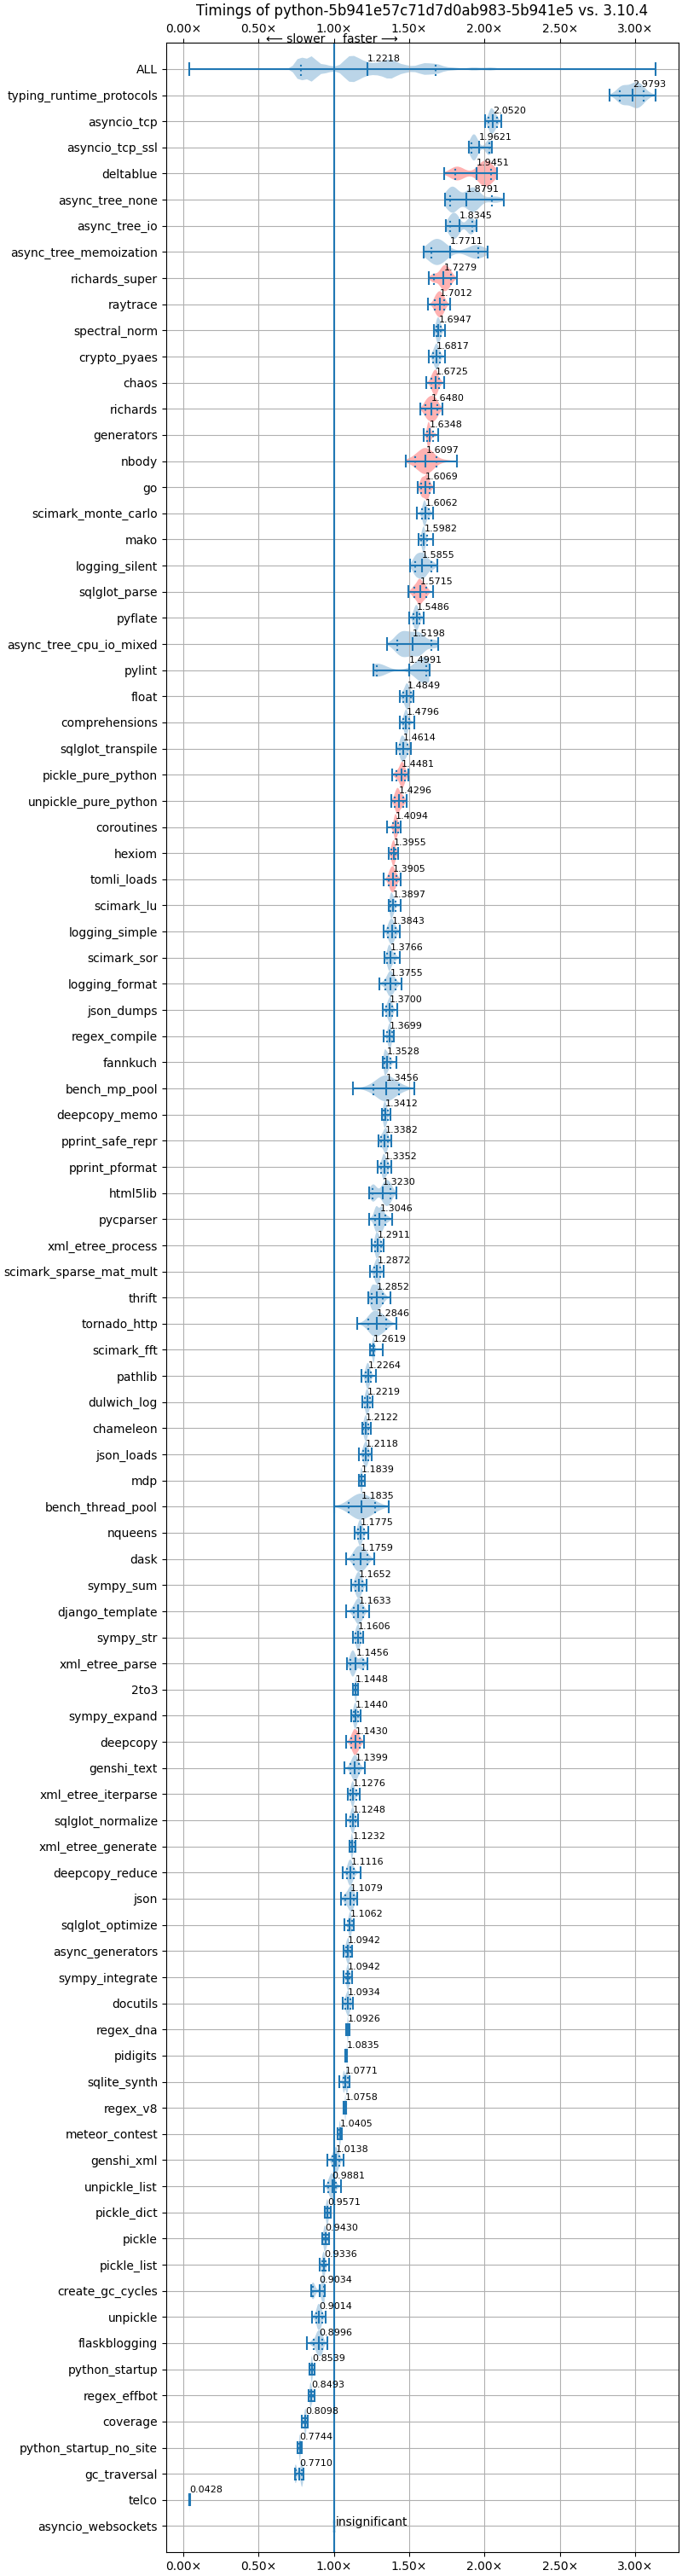 Timings of python-5b941e57c71d7d0ab983-5b941e5 vs. 3.10.4
0.00× 0.50× 1.00× 1.50× 2.00× 2.50× 3.00×
← slower faster →
ALL 1.2218
typing_runtime_protocols 2.9793
asyncio_tcp 2.0520
asyncio_tcp_ssl 1.9621
deltablue 1.9451
async_tree_none 1.8791
async_tree_io 1.8345
async_tree_memoization 1.7711
richards_super 1.7279
raytrace 1.7012
spectral_norm 1.6947
crypto_pyaes 1.6817
chaos 1.6725
richards 1.6480
generators 1.6348
nbody 1.6097
go 1.6069
scimark_monte_carlo 1.6062
mako 1.5982
logging_silent 1.5855
sqlglot_parse 1.5715
pyflate 1.5486
async_tree_cpu_io_mixed 1.5198
pylint 1.4991
float 1.4849
comprehensions 1.4796
sqlglot_transpile 1.4614
pickle_pure_python 1.4481
unpickle_pure_python 1.4296
coroutines 1.4094
hexiom 1.3955
tomli_loads 1.3905
scimark_lu 1.3897
logging_simple 1.3843
scimark_sor 1.3766
logging_format 1.3755
json_dumps 1.3700
regex_compile 1.3699
fannkuch 1.3528
bench_mp_pool 1.3456
deepcopy_memo 1.3412
pprint_safe_repr 1.3382
pprint_pformat 1.3352
html5lib 1.3230
pycparser 1.3046
xml_etree_process 1.2911
scimark_sparse_mat_mult 1.2872
thrift 1.2852
tornado_http 1.2846
scimark_fft 1.2619
pathlib 1.2264
dulwich_log 1.2219
chameleon 1.2122
json_loads 1.2118
mdp 1.1839
bench_thread_pool 1.1835
nqueens 1.1775
dask 1.1759
sympy_sum 1.1652
django_template 1.1633
sympy_str 1.1606
xml_etree_parse 1.1456
2to3 1.1448
sympy_expand 1.1440
deepcopy 1.1430
genshi_text 1.1399
xml_etree_iterparse 1.1276
sqlglot_normalize 1.1248
xml_etree_generate 1.1232
deepcopy_reduce 1.1116
json 1.1079
sqlglot_optimize 1.1062
async_generators 1.0942
sympy_integrate 1.0942
docutils 1.0934
regex_dna 1.0926
pidigits 1.0835
sqlite_synth 1.0771
regex_v8 1.0758
meteor_contest 1.0405
genshi_xml 1.0138
unpickle_list 0.9881
pickle_dict 0.9571
pickle 0.9430
pickle_list 0.9336
create_gc_cycles 0.9034
unpickle 0.9014
flaskblogging 0.8996
python_startup 0.8539
regex_effbot 0.8493
coverage 0.8098
python_startup_no_site 0.7744
gc_traversal 0.7710
telco 0.0428
asyncio_websockets insignificant
0.00× 0.50× 1.00× 1.50× 2.00× 2.50× 3.00×